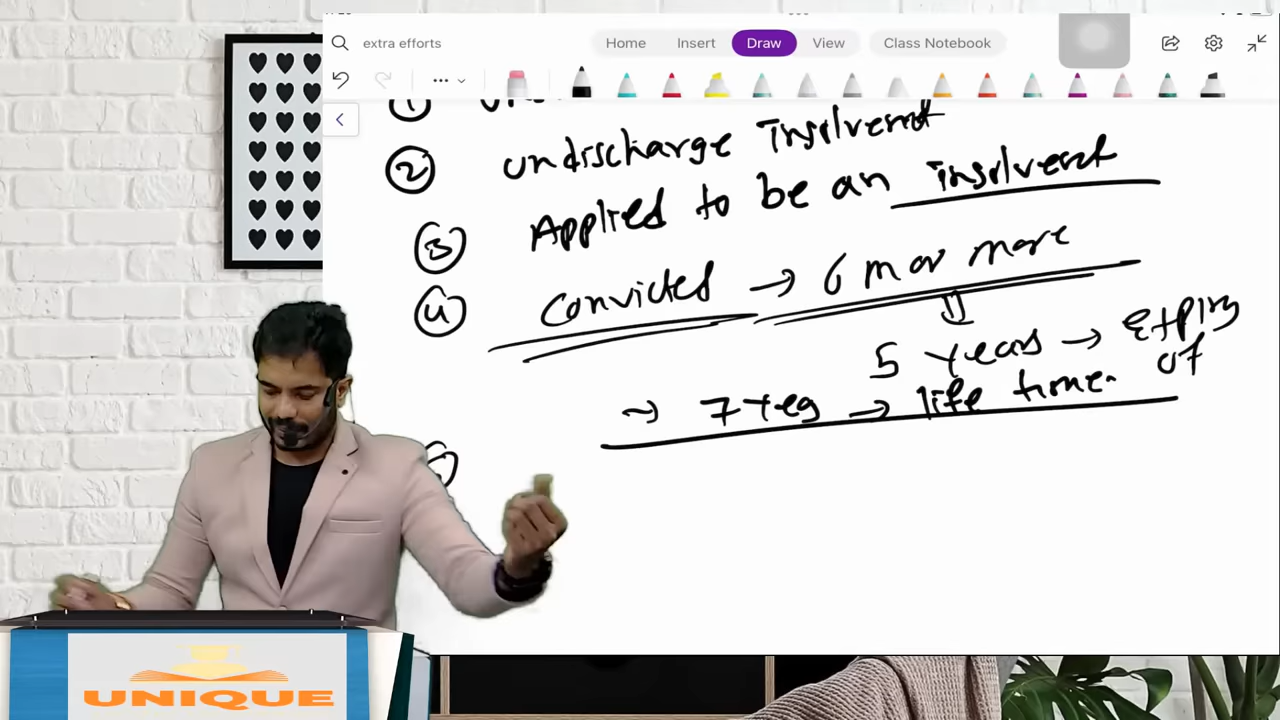 extra efforts
Home
Insert
Draw
View
Class Notebook
1
2 undischarge insolvent
3 Applied to be an insolvent
4 convicted → 6 m or more
5 years → expiry of
→ 7 yeg → life time.
UNIQUE